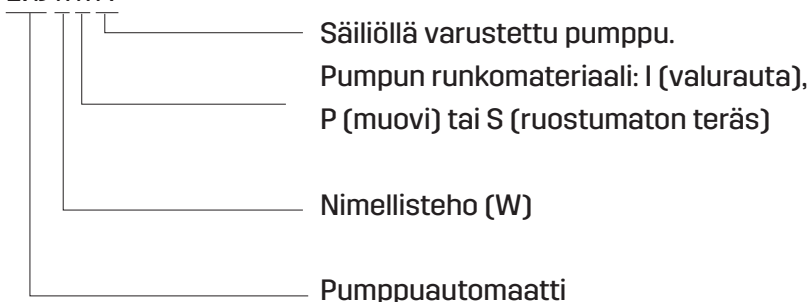 Säiliöllä varustettu pumppu.
Pumpun runkomateriaali: I (valurauta),
P (muovi) tai S (ruostumaton teräs)
Nimellisteho (W)
Pumppuautomaatti